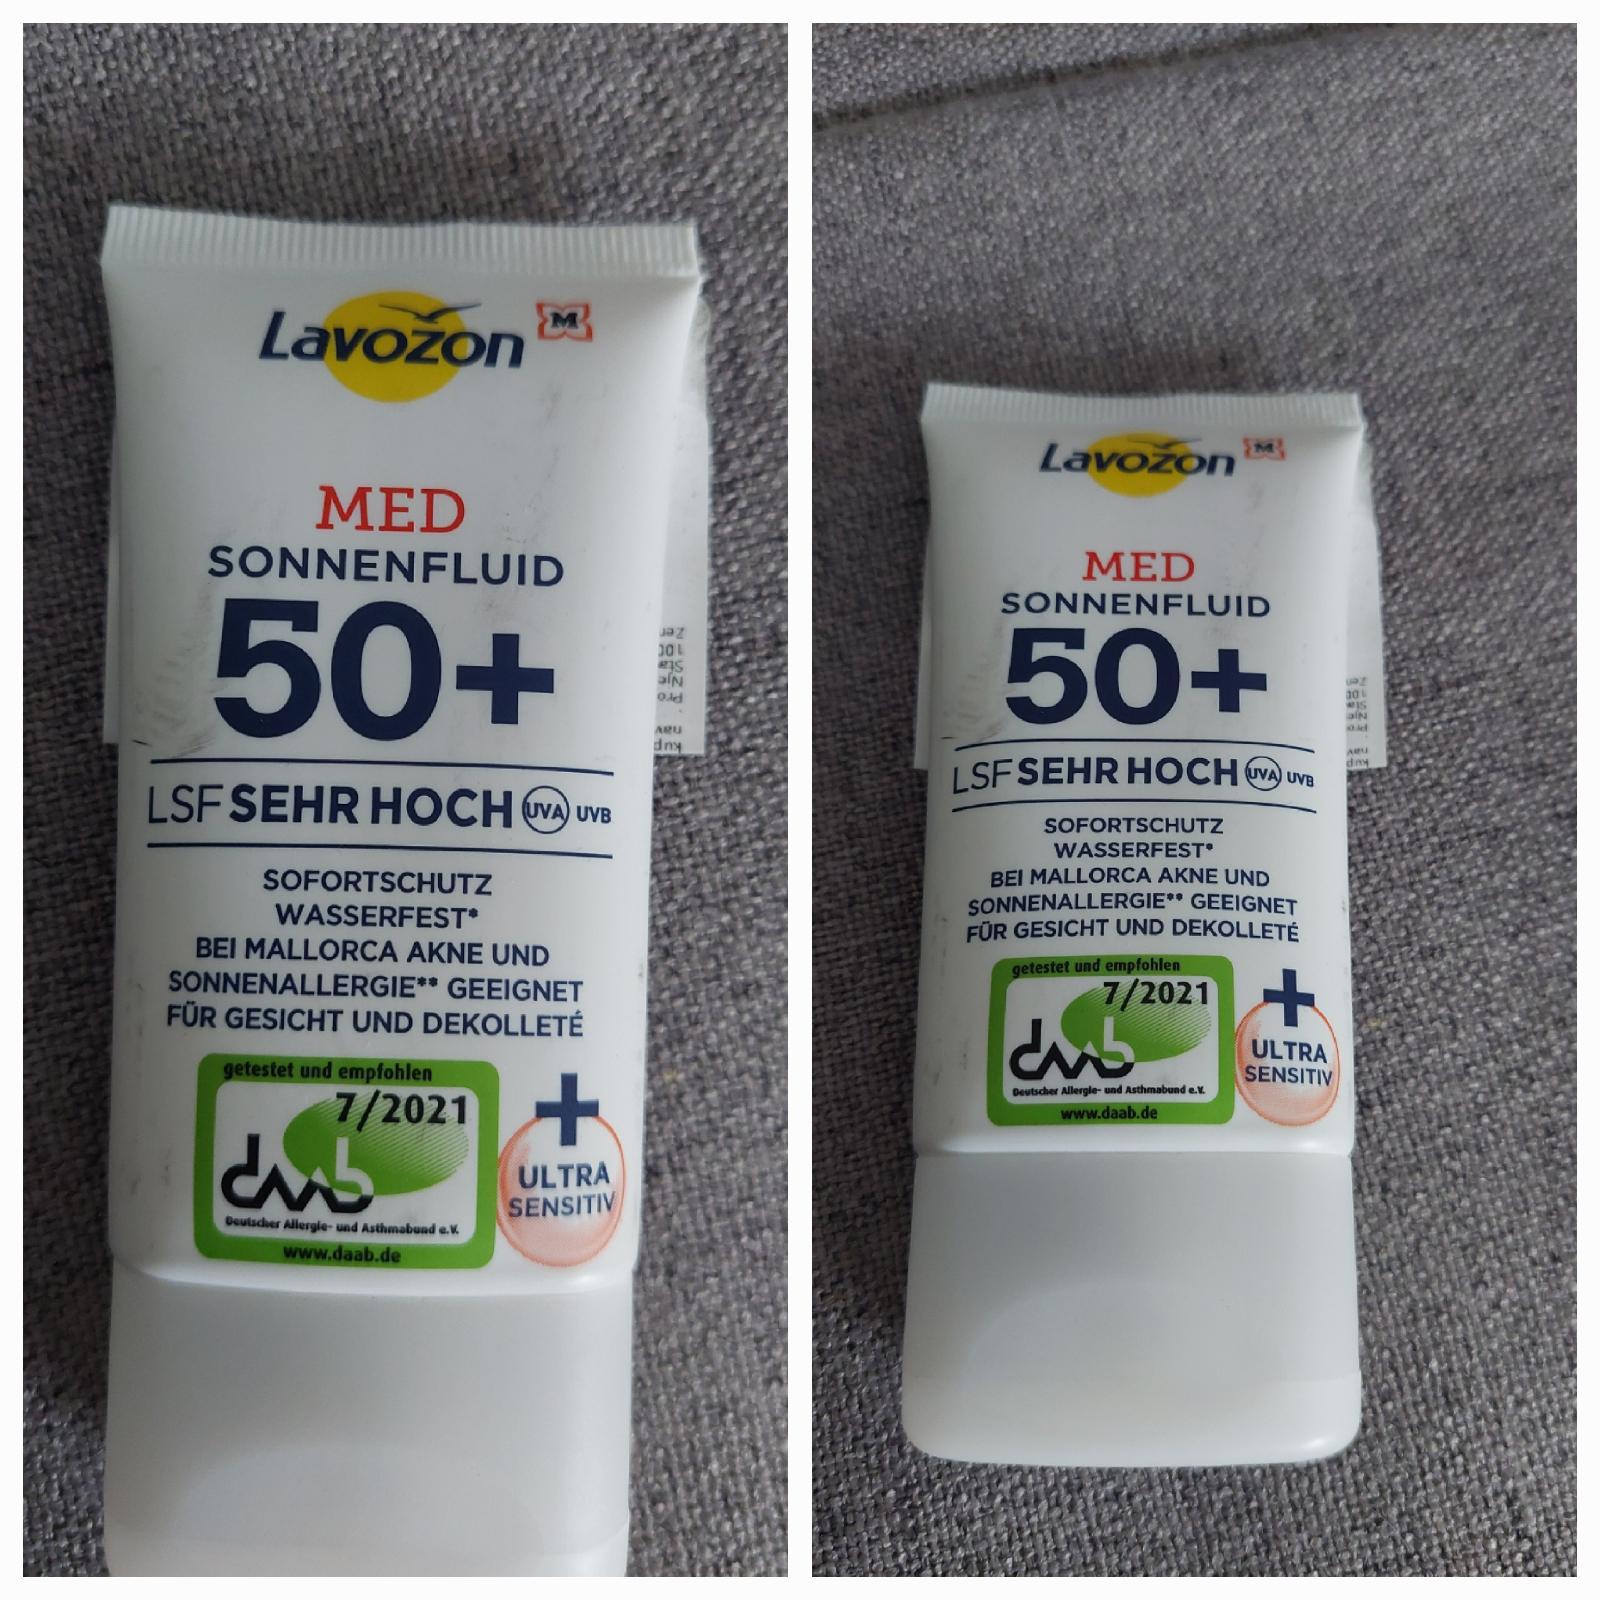 Lavozon M
MED
SONNENFLUID
50+
LSF SEHR HOCH UVA UVB
SOFORTSCHUTZ
WASSERFEST*
BEI MALLORCA AKNE UND
SONNENALLERGIE** GEEIGNET
FÜR GESICHT UND DEKOLLETÉ
getestet und empfohlen
7/2021
daab
Deutscher Allergie- und Asthmabund e.V.
www.daab.de
+
ULTRA
SENSITIV
Lavozon M
MED
SONNENFLUID
50+
LSF SEHR HOCH UVA UVB
SOFORTSCHUTZ
WASSERFEST*
BEI MALLORCA AKNE UND
SONNENALLERGIE** GEEIGNET
FÜR GESICHT UND DEKOLLETÉ
getestet und empfohlen
7/2021
daab
Deutscher Allergie- und Asthmabund e.V.
www.daab.de
+
ULTRA
SENSITIV